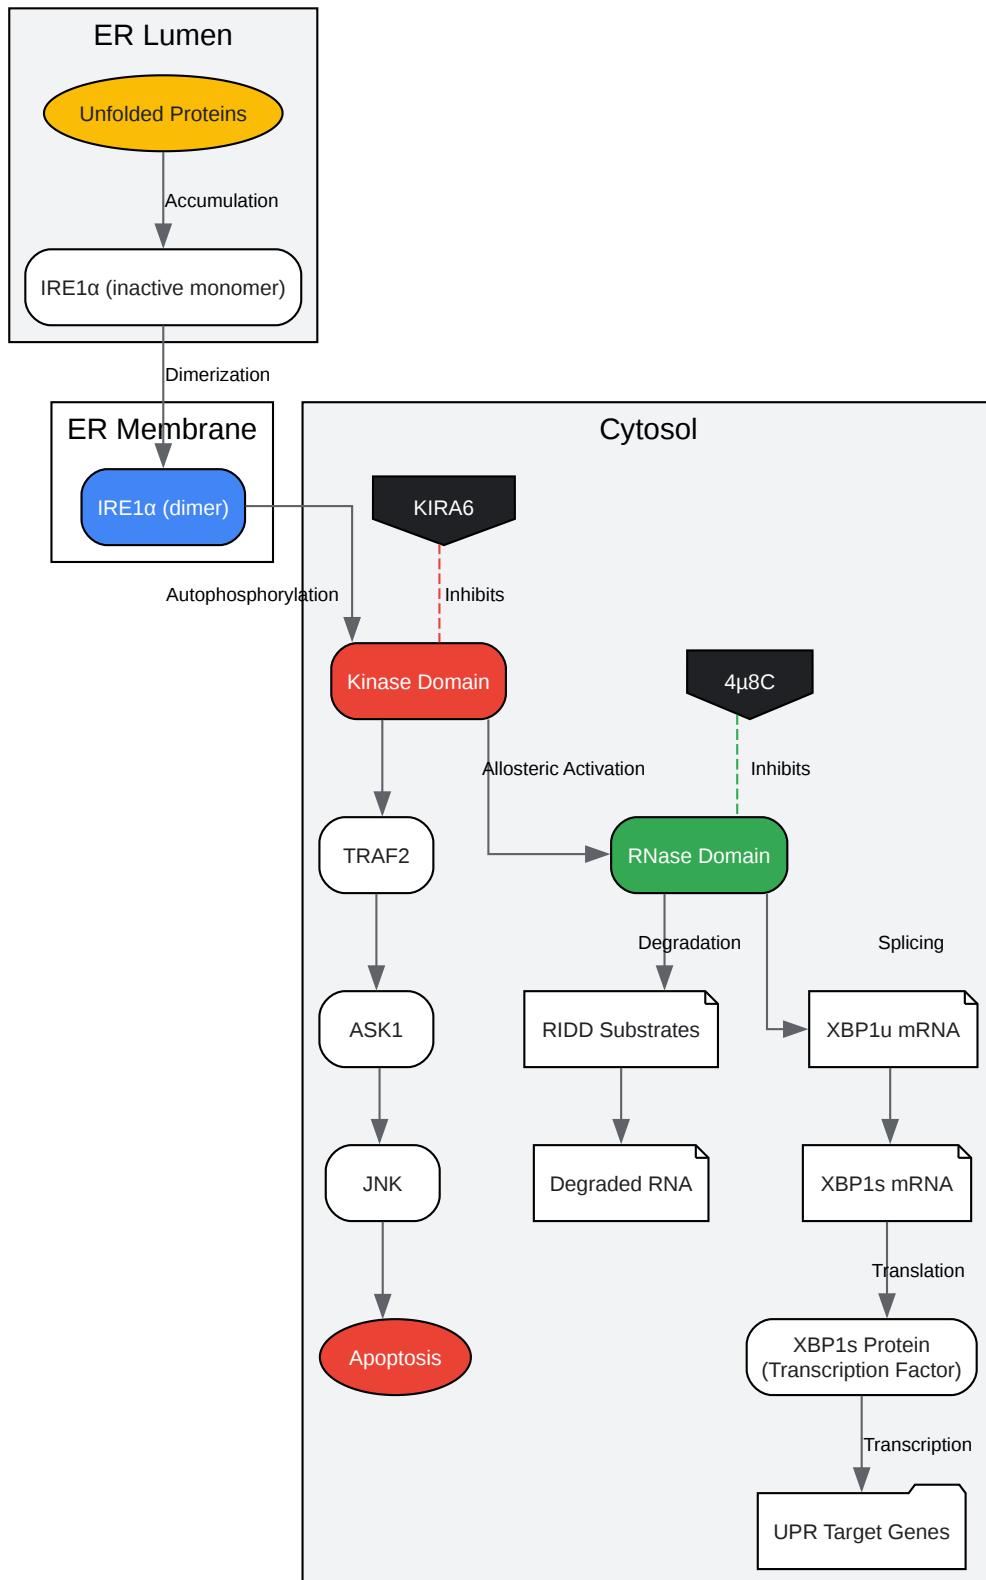 ER Lumen
Unfolded Proteins
Accumulation
IRE1α (inactive monomer)
Dimerization
ER Membrane
IRE1α (dimer)
Cytosol
KIRA6
Autophosphorylation
Inhibits
Kinase Domain
4µ8C
Allosteric Activation
Inhibits
TRAF2
RNase Domain
Degradation
Splicing
ASK1
RIDD Substrates
XBP1u mRNA
JNK
Degraded RNA
XBP1s mRNA
Translation
Apoptosis
XBP1s Protein
(Transcription Factor)
Transcription
UPR Target Genes